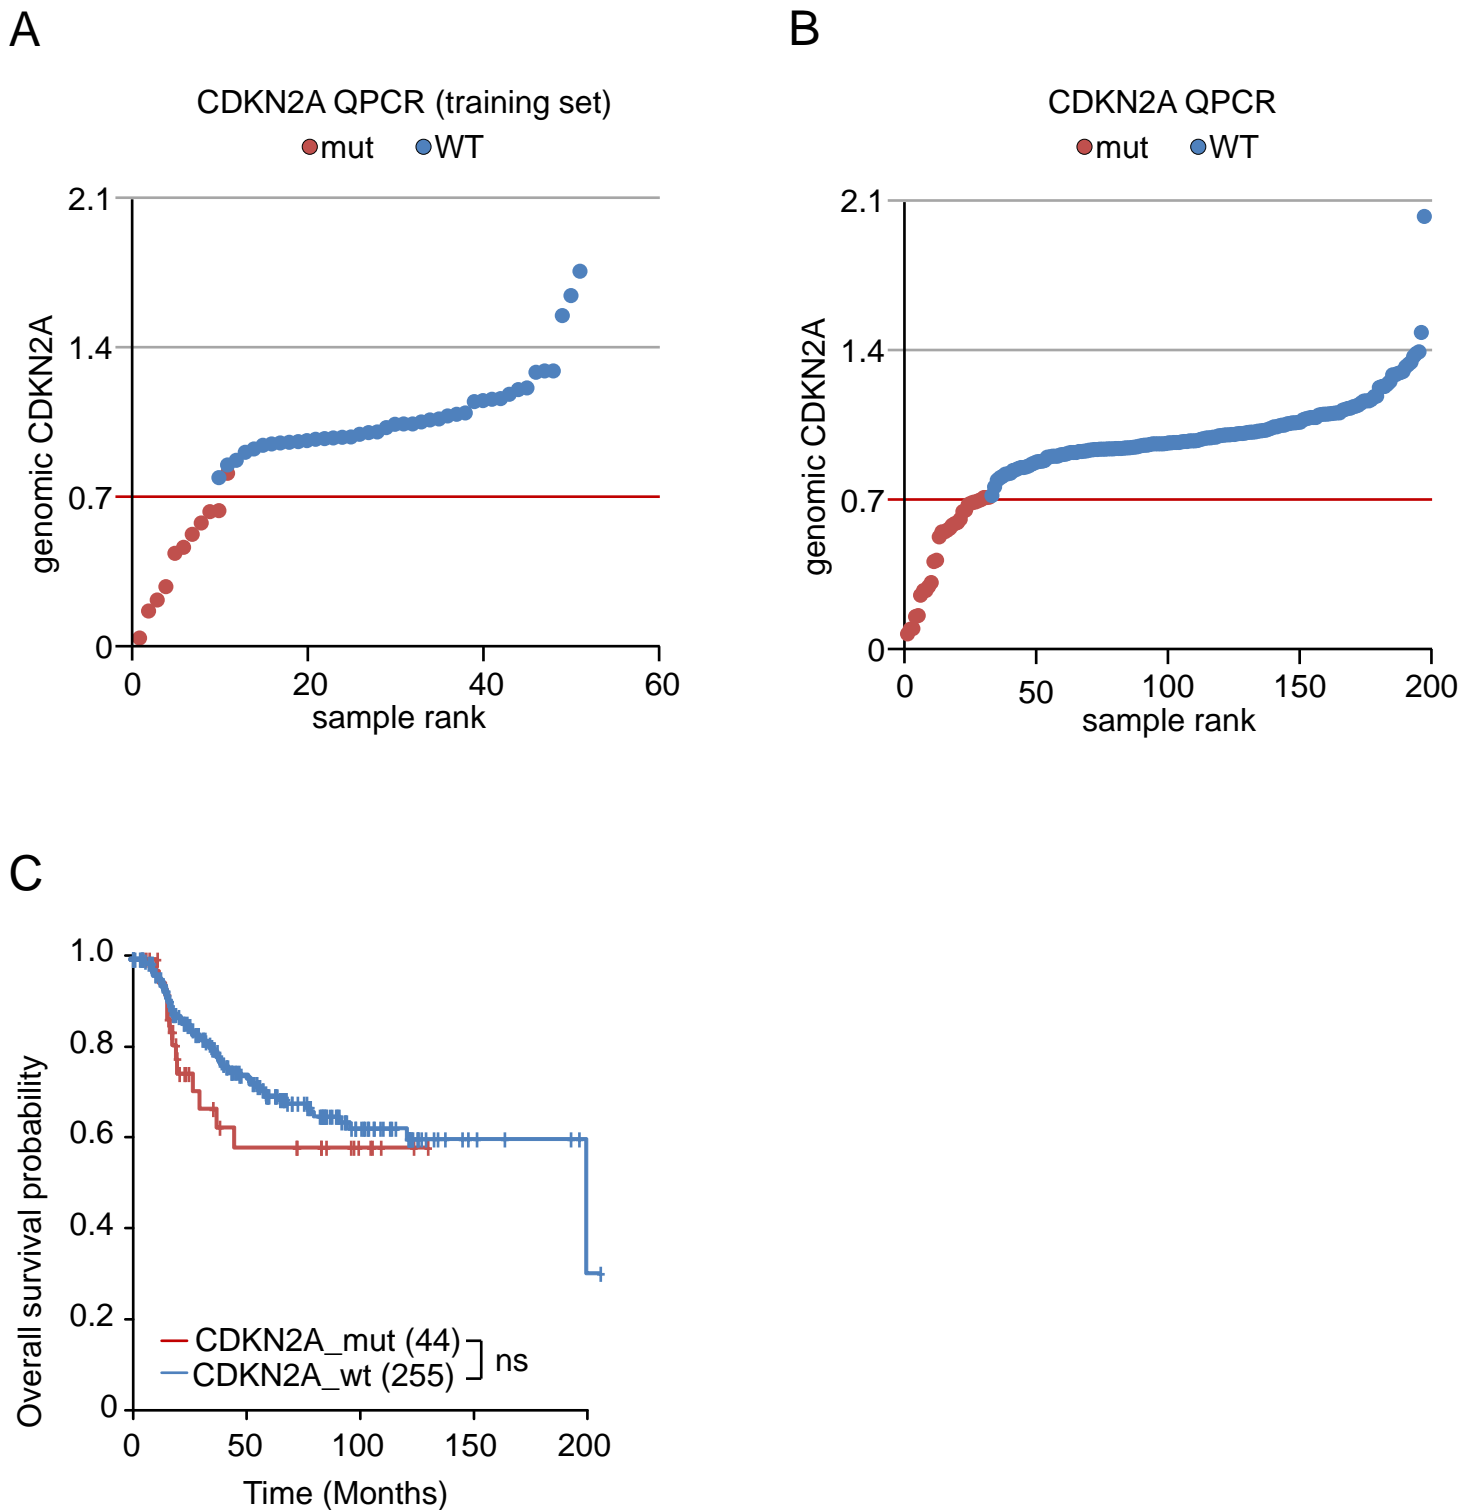 A
CDKN2A QPCR (training set)
mut WT
2.1
1.4
0.7
0
genomic CDKN2A
0 20 40 60
sample rank
B
CDKN2A QPCR
mut WT
2.1
1.4
0.7
0
genomic CDKN2A
0 50 100 150 200
sample rank
C
1.0
0.8
0.6
0.4
0.2
0
Overall survival probability
CDKN2A_mut (44)
CDKN2A_wt (255)
ns
0 50 100 150 200
Time (Months)